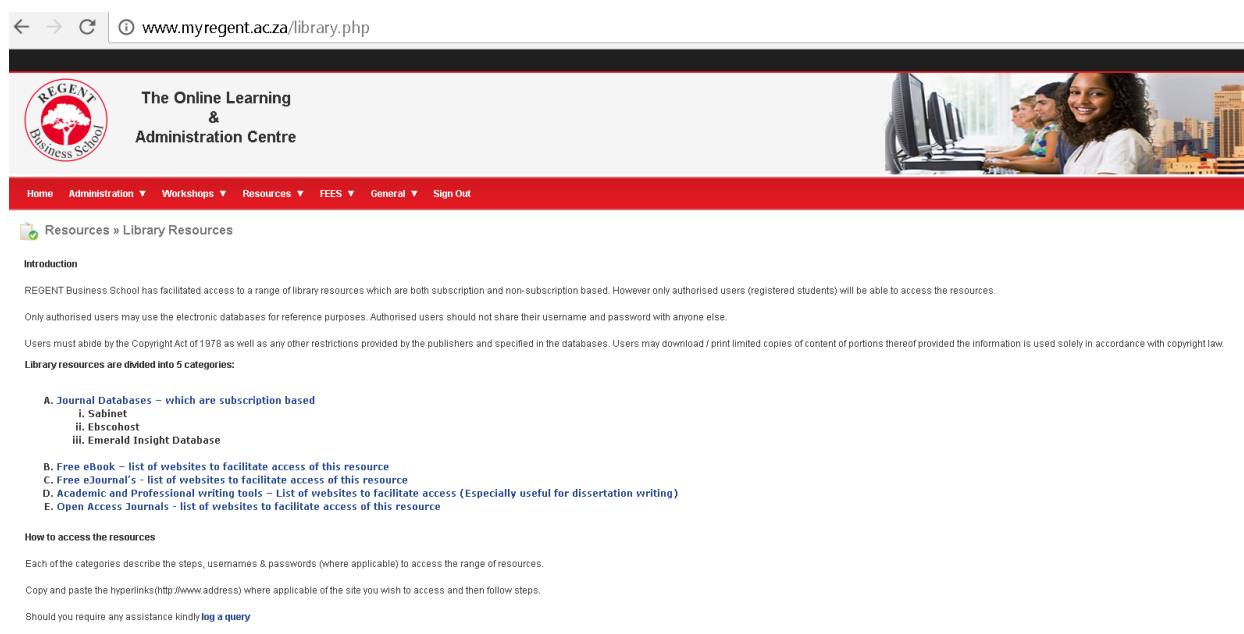 www.myregent.ac.za/library.php
REGENT
Business School
The Online Learning
&
Administration Centre
Home Administration ▼ Workshops ▼ Resources ▼ FEES ▼ General ▼ Sign Out
Resources » Library Resources
Introduction
REGENT Business School has facilitated access to a range of library resources which are both subscription and non-subscription based. However only authorised users (registered students) will be able to access the resources.
Only authorised users may use the electronic databases for reference purposes. Authorised users should not share their username and password with anyone else.
Users must abide by the Copyright Act of 1978 as well as any other restrictions provided by the publishers and specified in the databases. Users may download / print limited copies of content of portions thereof provided the information is used solely in accordance with copyright law.
Library resources are divided into 5 categories:
A. Journal Databases – which are subscription based
i. Sabinet
ii. Ebscohost
iii. Emerald Insight Database
B. Free eBook – list of websites to facilitate access of this resource
C. Free eJournal's - list of websites to facilitate access of this resource
D. Academic and Professional writing tools – List of websites to facilitate access (Especially useful for dissertation writing)
E. Open Access Journals - list of websites to facilitate access of this resource
How to access the resources
Each of the categories describe the steps, usernames & passwords (where applicable) to access the range of resources.
Copy and paste the hyperlinks(http://www.address) where applicable of the site you wish to access and then follow steps.
Should you require any assistance kindly log a query